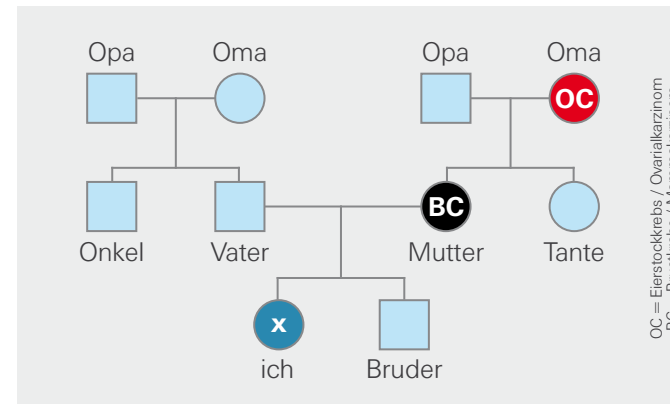 Opa Oma Opa Oma
OC
BC
Onkel Vater Mutter Tante
x
ich Bruder
OC = Eierstockkrebs / Ovarialkarzinom